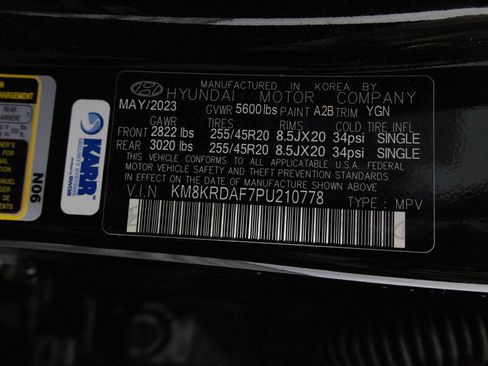 MANUFACTURED IN KOREA BY
HYUNDAI MOTOR COMPANY
MAY/2023 GVWR 5600 lbs PAINT A2B TRIM YGN
GAWR TIRES RIMS COLD TIRE INFL
FRONT 2822 lbs 255/45R20 8.5JX20 34psi SINGLE
REAR 3020 lbs 255/45R20 8.5JX20 34psi SINGLE
THIS VEHICLE CONFORMS TO ALL APPLICABLE U.S.A. FEDERAL
MOTOR VEHICLE SAFETY AND THEFT PREVENTION STANDARDS
IN EFFECT ON THE DATE OF MANUFACTURE SHOWN ABOVE.
V.I.N KM8KRDAF7PU210778
TYPE : MPV
KARR
N06